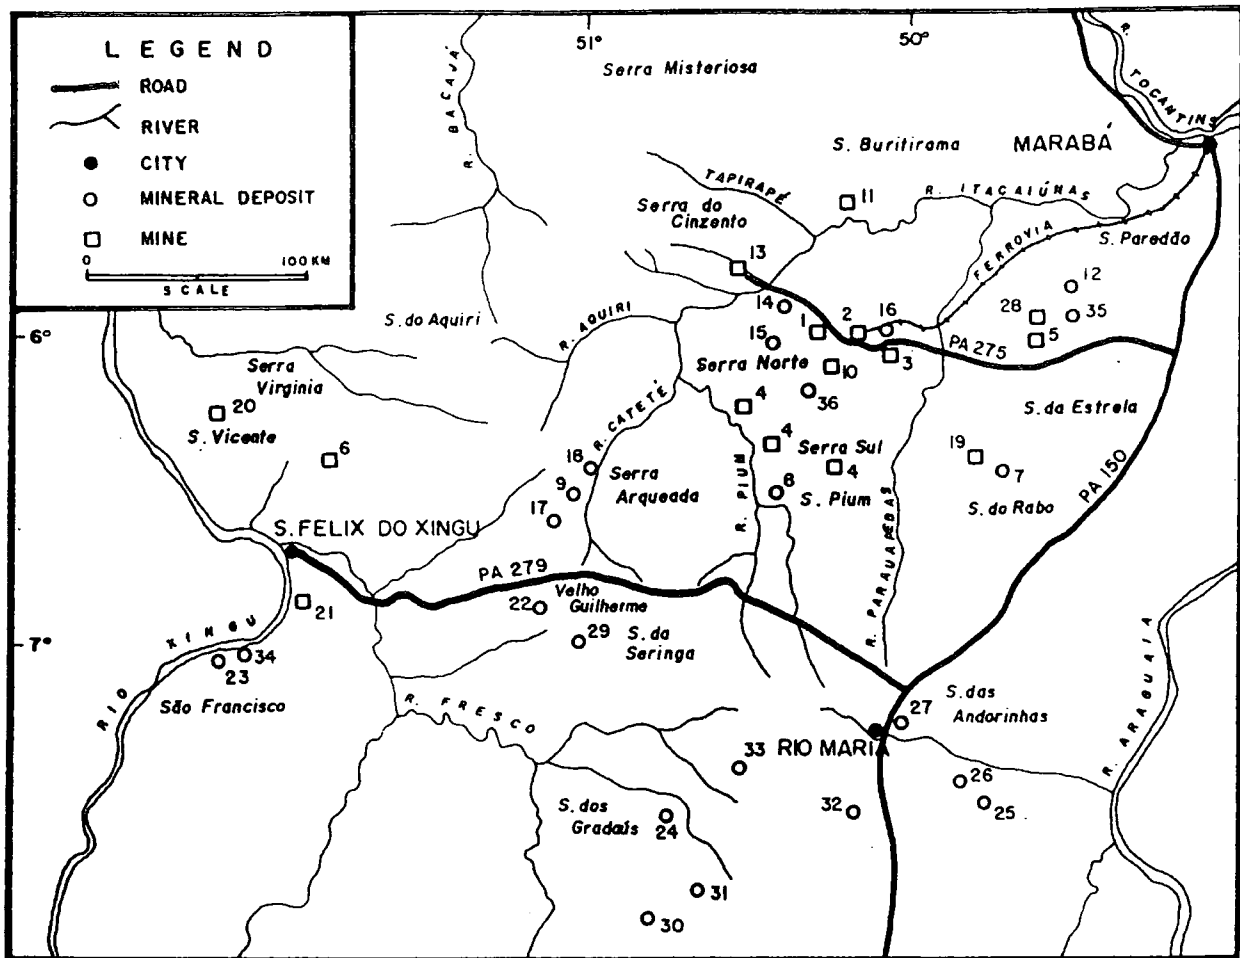 LEGEND
ROAD
RIVER
CITY
MINERAL DEPOSIT
MINE
0 100 KM
SCALE
51°
50°
6°
7°
R. BACAJÁ
Serra Misteriosa
R. TOCANTINS
S. Buritirama
MARABÁ
TAPIRAPÉ
Serra do
Cinzento
11
R. ITACAIÚNAS
FERROVIA
S. Paredão
13
12
14
1
2
16
28
35
5
S. do Aquiri
R. AQUIRI
15
PA 275
3
Serra Norte
10
Serra
Virginia
20
S. Vicente
R. CATETÉ
4
36
S. da Estrela
6
4
Serra Sul
4
19
7
18
Serra
Arqueada
9
17
R. PIUM
8
S. Pium
S. do Rabo
PA 150
S. FELIX DO XINGU
R. PARAUAPEBAS
PA 279
21
22
Velho
Guilherme
29
S. da
Seringa
RIO XINGU
34
23
São Francisco
R. FRESCO
S. das
Andorinhas
27
R. ARAGUAIA
RIO MARIA
33
26
25
32
S. dos
Gradaús
24
31
30